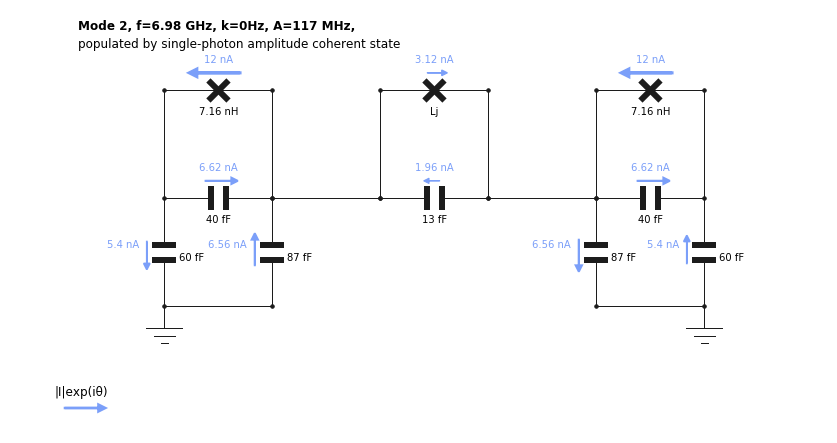 Mode 2, f=6.98 GHz, k=0Hz, A=117 MHz,
populated by single-photon amplitude coherent state
12 nA
3.12 nA
12 nA
7.16 nH
Lj
7.16 nH
6.62 nA
1.96 nA
6.62 nA
40 fF
13 fF
40 fF
5.4 nA
60 fF
6.56 nA
87 fF
6.56 nA
87 fF
5.4 nA
60 fF
|I|exp(iθ)